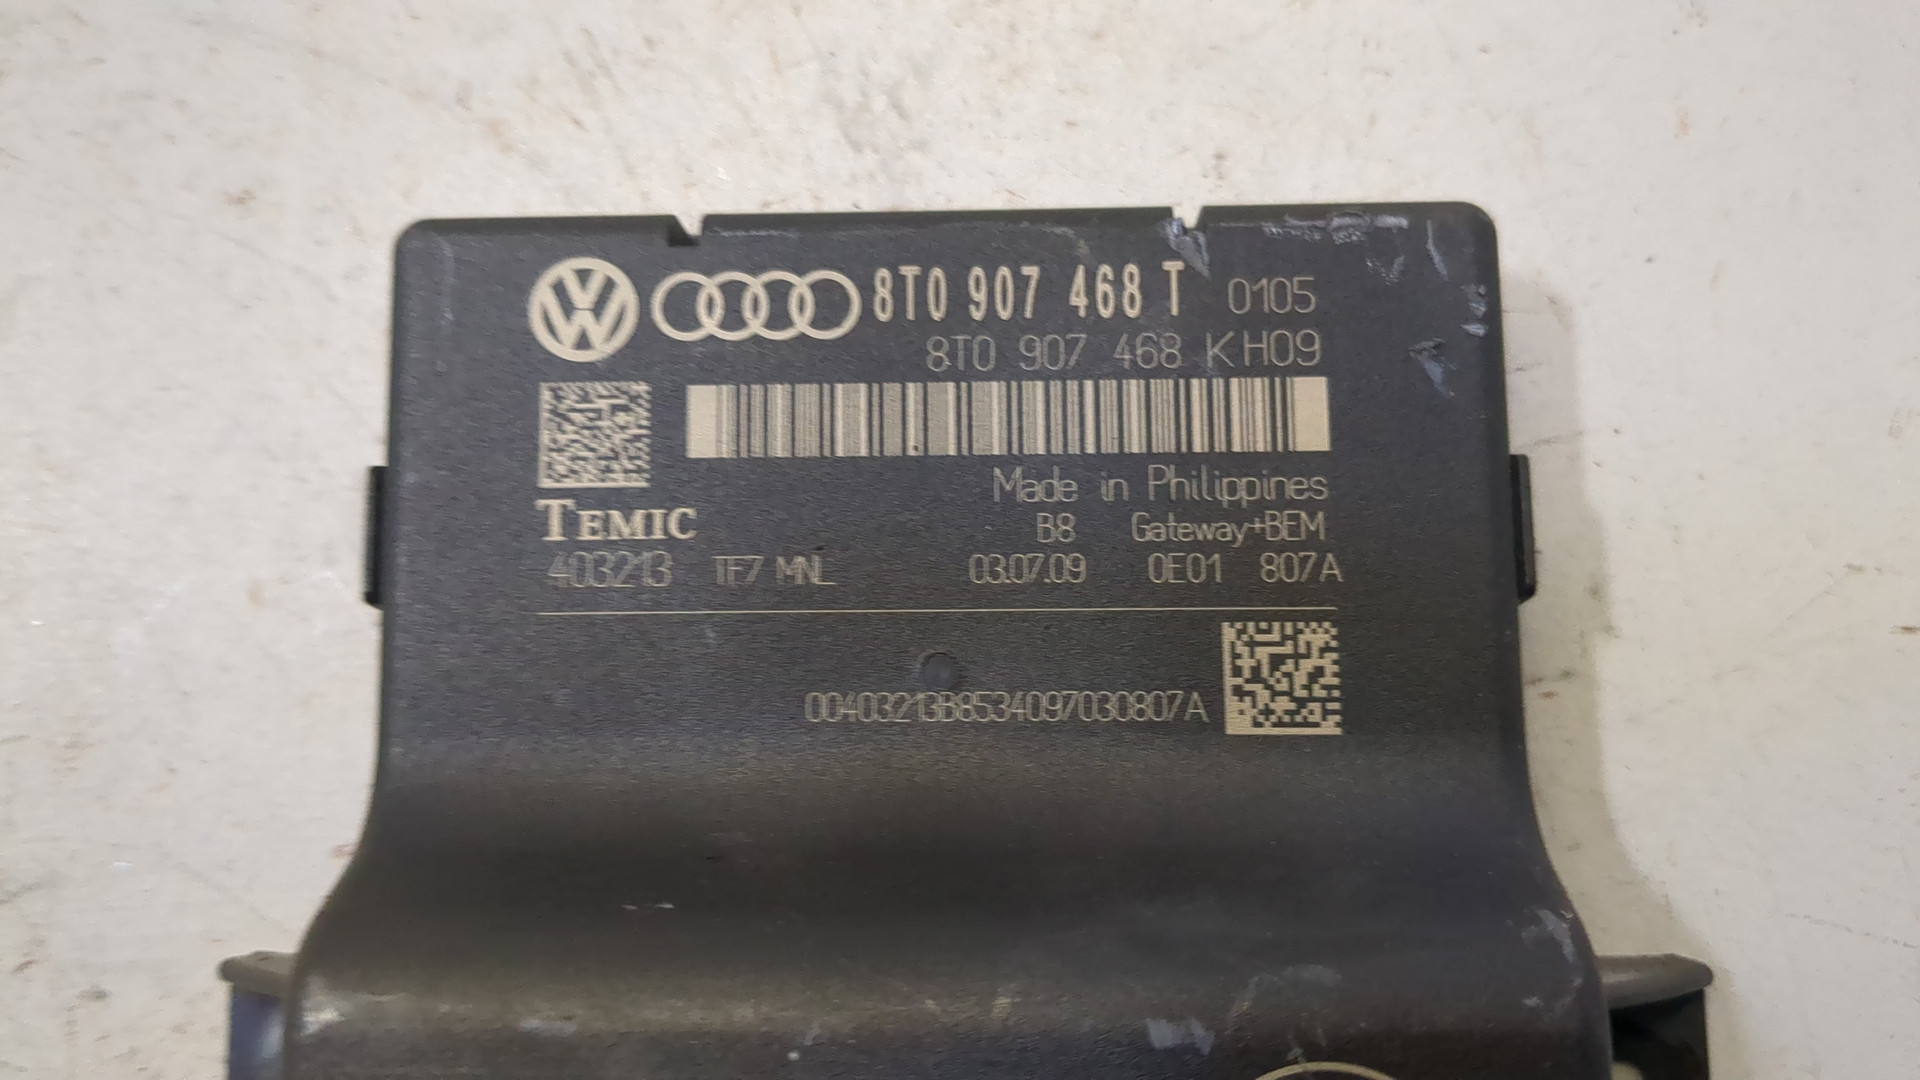 8T0 907 468 T 0105
8T0 907 468 K H09
Made in Philippines
TEMIC B8 Gateway+BEM
403213 TF7 MNL 03.07.09 0E01 807A
00403213B8534097030807A